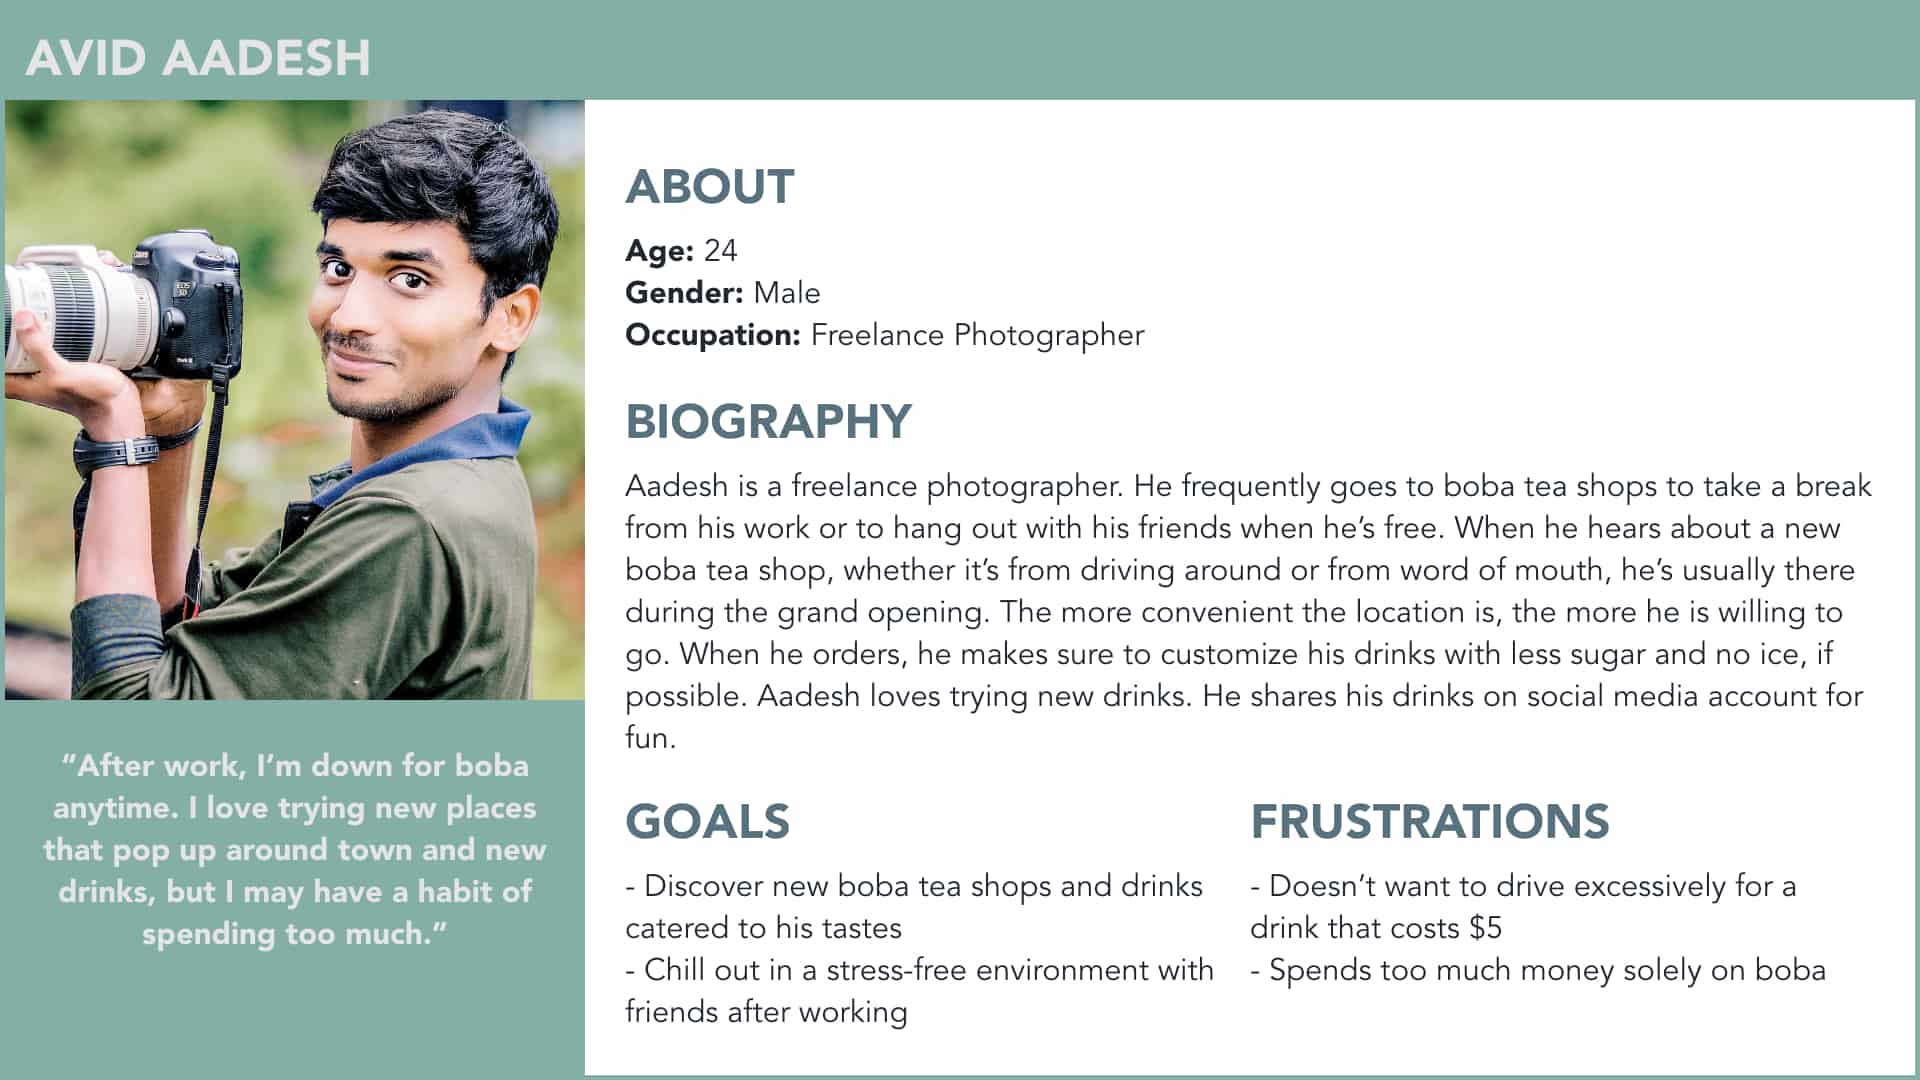 AVID AADESH
ABOUT
Age: 24
Gender: Male
Occupation: Freelance Photographer
BIOGRAPHY
Aadesh is a freelance photographer. He frequently goes to boba tea shops to take a break
from his work or to hang out with his friends when he’s free. When he hears about a new
boba tea shop, whether it’s from driving around or from word of mouth, he’s usually there
during the grand opening. The more convenient the location is, the more he is willing to
go. When he orders, he makes sure to customize his drinks with less sugar and no ice, if
possible. Aadesh loves trying new drinks. He shares his drinks on social media account for
fun.
“After work, I’m down for boba
anytime. I love trying new places
that pop up around town and new
drinks, but I may have a habit of
spending too much.”
GOALS
- Discover new boba tea shops and drinks
catered to his tastes
- Chill out in a stress-free environment with
friends after working
FRUSTRATIONS
- Doesn’t want to drive excessively for a
drink that costs $5
- Spends too much money solely on boba